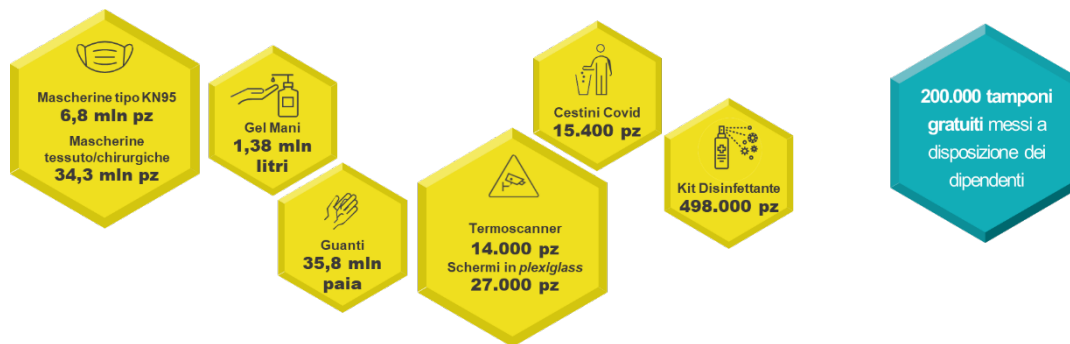 Mascherine tipo KN95
6,8 mln pz
Mascherine
tessuto/chirurgiche
34,3 mln pz
Gel Mani
1,38 mln
litri
Guanti
35,8 mln
paia
Termoscanner
14.000 pz
Schermi in plexlglass
27.000 pz
Cestini Covid
15.400 pz
Kit Disinfettante
498.000 pz
200.000 tamponi
gratuiti messi a
disposizione dei
dipendenti